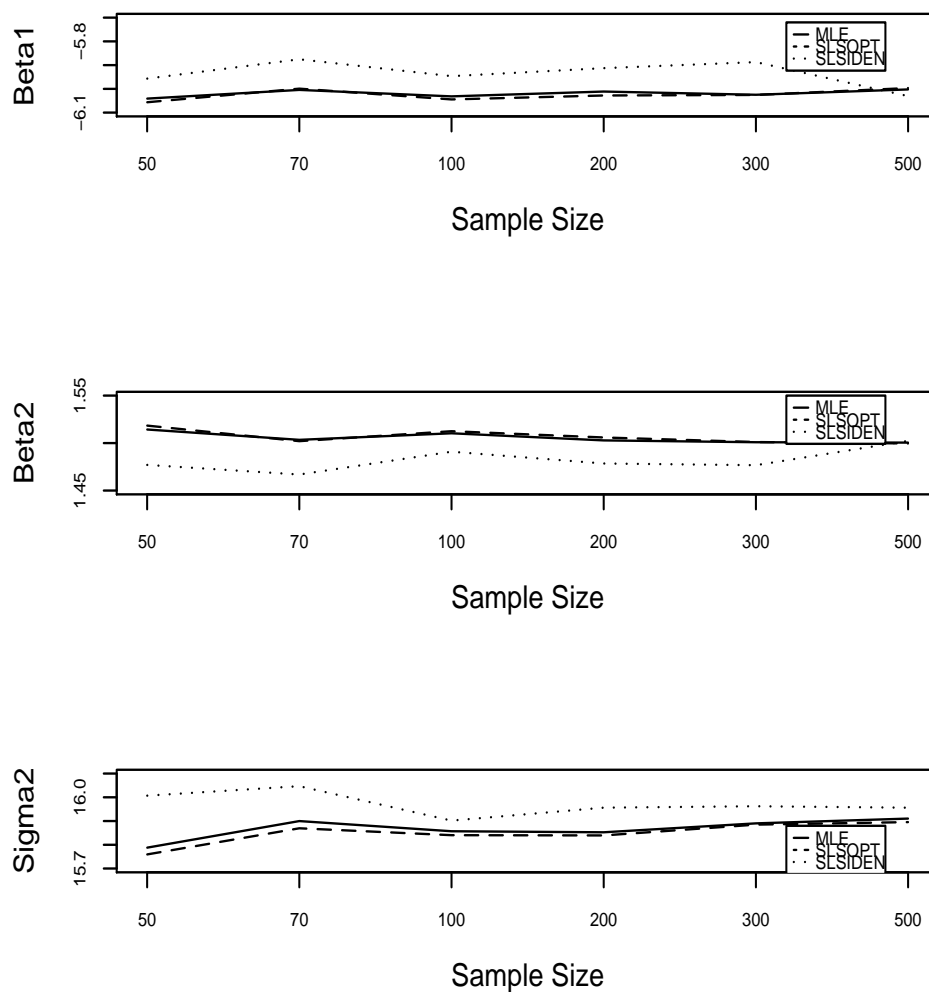 Beta1
−5.8
−6.1
MLE
SLSOPT
SLSIDEN
50 70 100 200 300 500
Sample Size
Beta2
1.55
1.45
MLE
SLSOPT
SLSIDEN
50 70 100 200 300 500
Sample Size
Sigma2
16.0
15.7
MLE
SLSOPT
SLSIDEN
50 70 100 200 300 500
Sample Size